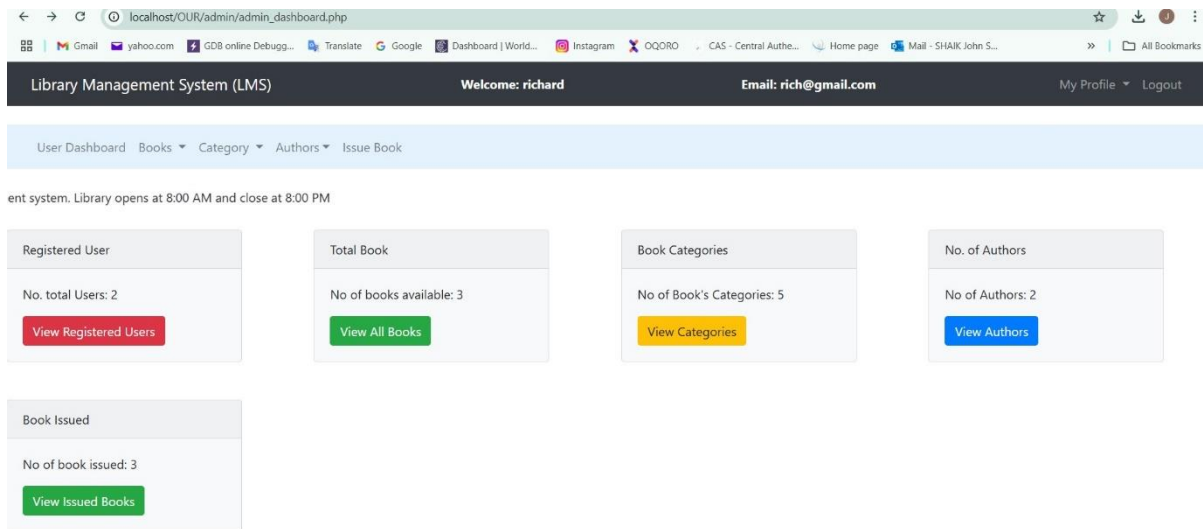 localhost/OUR/admin/admin_dashboard.php J
Gmail yahoo.com GDB online Debugg... Translate Google Dashboard | World... Instagram OQORO CAS - Central Authe... Home page Mail - SHAIK John S... » All Bookmarks
Library Management System (LMS) Welcome: richard Email: rich@gmail.com My Profile Logout
User Dashboard Books Category Authors Issue Book
ent system. Library opens at 8:00 AM and close at 8:00 PM
Registered User Total Book Book Categories No. of Authors
No. total Users: 2 No of books available: 3 No of Book's Categories: 5 No of Authors: 2
View Registered Users View All Books View Categories View Authors
Book Issued
No of book issued: 3
View Issued Books